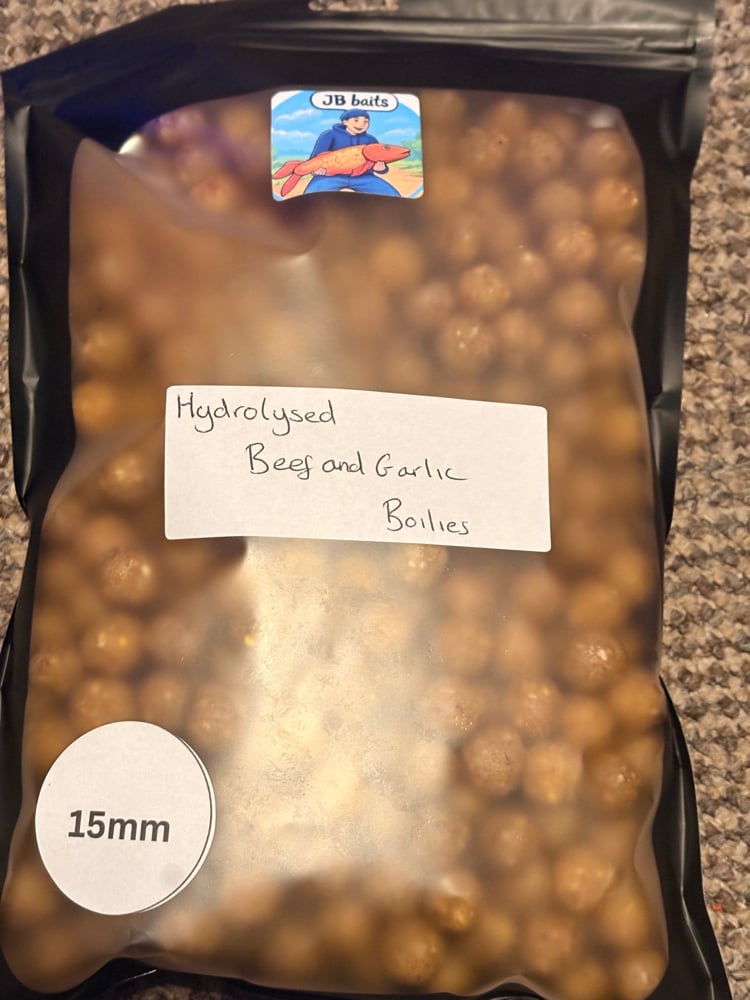 JB baits
Hydrolysed
Beef and Garlic
Boilies
15mm